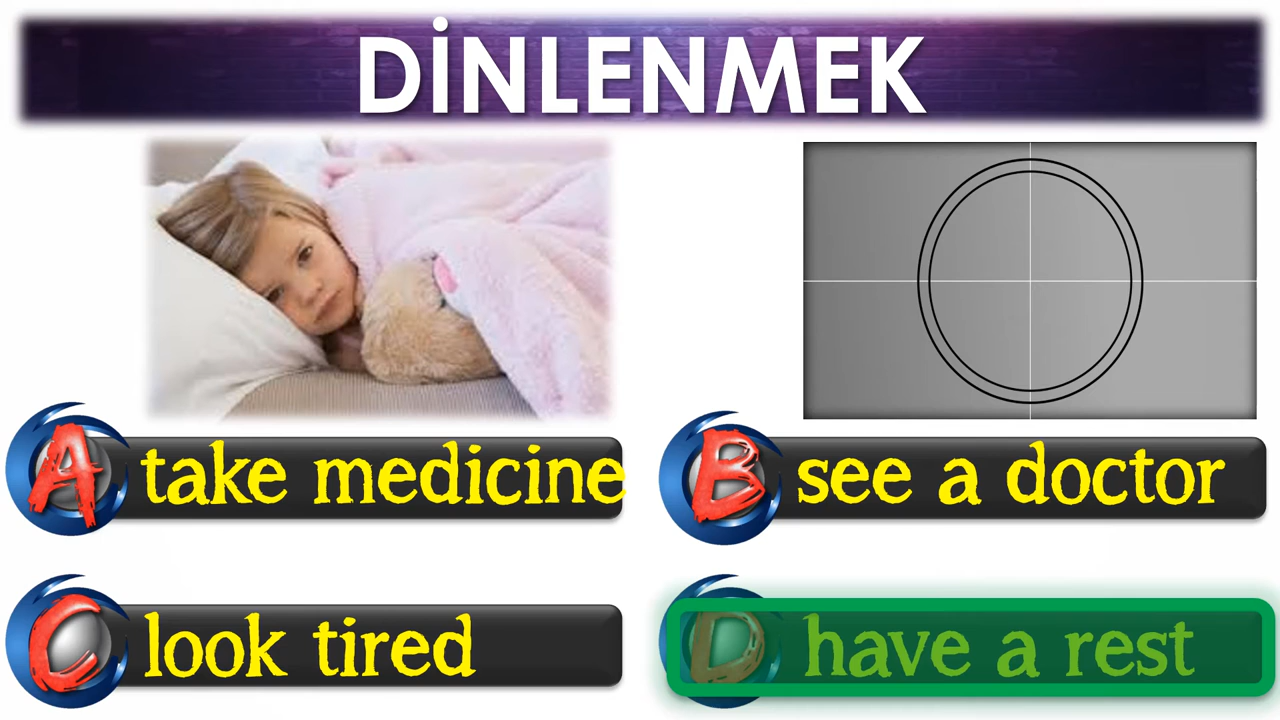 DİNLENMEK
A take medicine
B see a doctor
C look tired
D have a rest